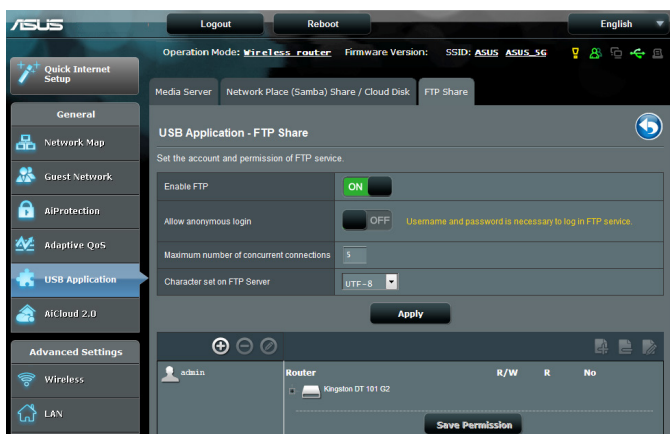 ASUS
Logout
Reboot
English
Operation Mode: Wireless router Firmware Version: SSID: ASUS ASUS_5G
Quick Internet
Setup
Media Server
Network Place (Samba) Share / Cloud Disk
FTP Share
General
Network Map
Guest Network
AiProtection
Adaptive QoS
USB Application
AiCloud 2.0
Advanced Settings
Wireless
LAN
USB Application - FTP Share
Set the account and permission of FTP service.
Enable FTP
ON
Allow anonymous login
OFF
Username and password is necessary to log in FTP service.
Maximum number of concurrent connections
5
Character set on FTP Server
UTF-8
Apply
admin
Router
R/W
R
No
Kingston DT 101 G2
Save Permission